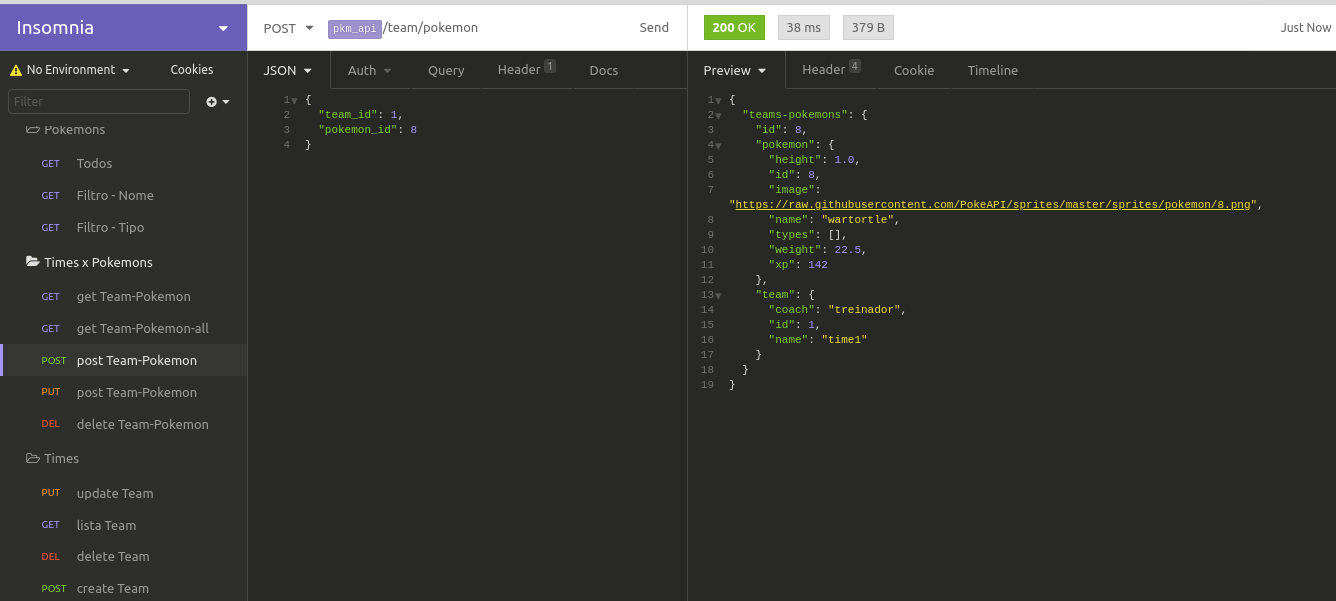 Insomnia
POST pkm_api/team/pokemon Send
200 OK 38 ms 379 B Just Now
No Environment Cookies
JSON Auth Query Header 1 Docs
Preview Header 4 Cookie Timeline
Filter
Pokemons
GET Todos
GET Filtro - Nome
GET Filtro - Tipo
Times x Pokemons
GET get Team-Pokemon
GET get Team-Pokemon-all
POST post Team-Pokemon
PUT post Team-Pokemon
DEL delete Team-Pokemon
Times
PUT update Team
GET lista Team
DEL delete Team
POST create Team
1 {
2 "team_id": 1,
3 "pokemon_id": 8
4 }
1 {
2 "teams-pokemons": {
3 "id": 8,
4 "pokemon": {
5 "height": 1.0,
6 "id": 8,
7 "image":
"https://raw.githubusercontent.com/PokeAPI/sprites/master/sprites/pokemon/8.png",
8 "name": "wartortle",
9 "types": [],
10 "weight": 22.5,
11 "xp": 142
12 },
13 "team": {
14 "coach": "treinador",
15 "id": 1,
16 "name": "time1"
17 }
18 }
19 }